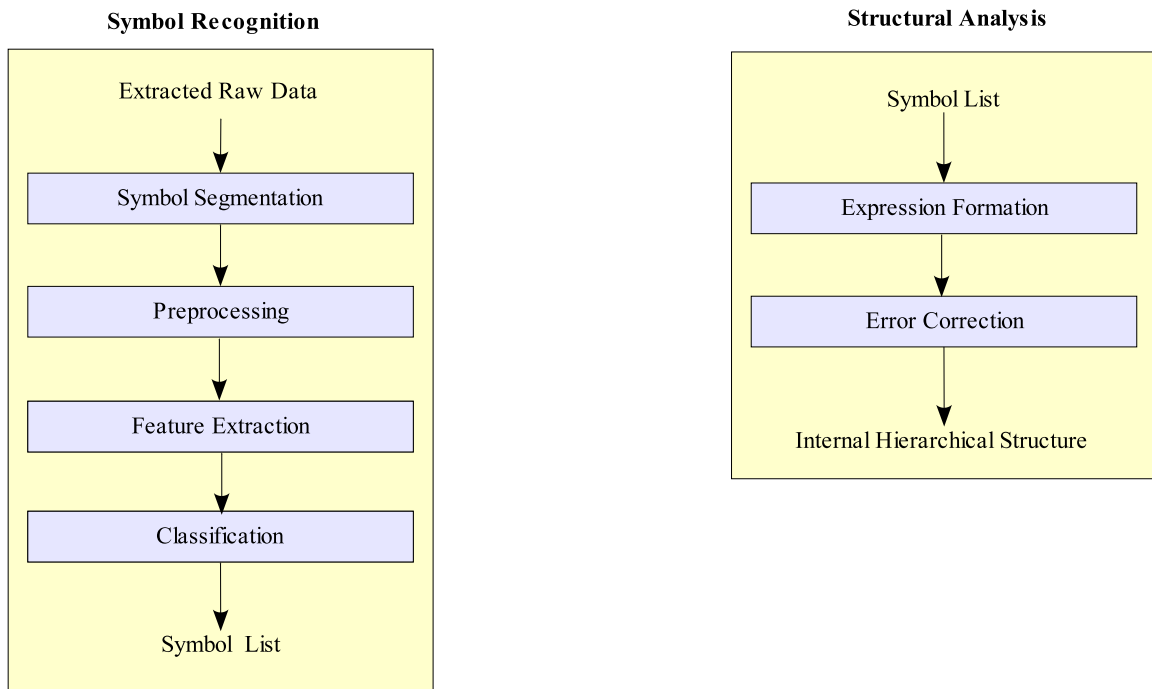 Symbol Recognition
Extracted Raw Data
Symbol Segmentation
Preprocessing
Feature Extraction
Classification
Symbol List
Structural Analysis
Symbol List
Expression Formation
Error Correction
Internal Hierarchical Structure